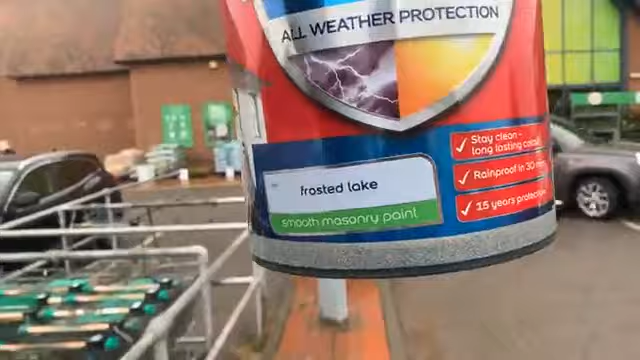 ALL WEATHER PROTECTION
Stay clean -
long lasting colour
Rainproof in 30 mins
15 years protection
frosted lake
smooth masonry paint